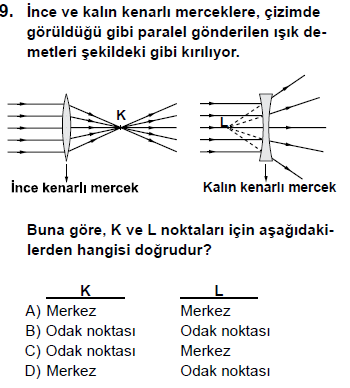 9. İnce ve kalın kenarlı merceklere, çizimde
görüldüğü gibi paralel gönderilen ışık de-
metleri şekildeki gibi kırılıyor.
K
L
İnce kenarlı mercek
Kalın kenarlı mercek
Buna göre, K ve L noktaları için aşağıdaki-
lerden hangisi doğrudur?
K L
A) Merkez Merkez
B) Odak noktası Odak noktası
C) Odak noktası Merkez
D) Merkez Odak noktası